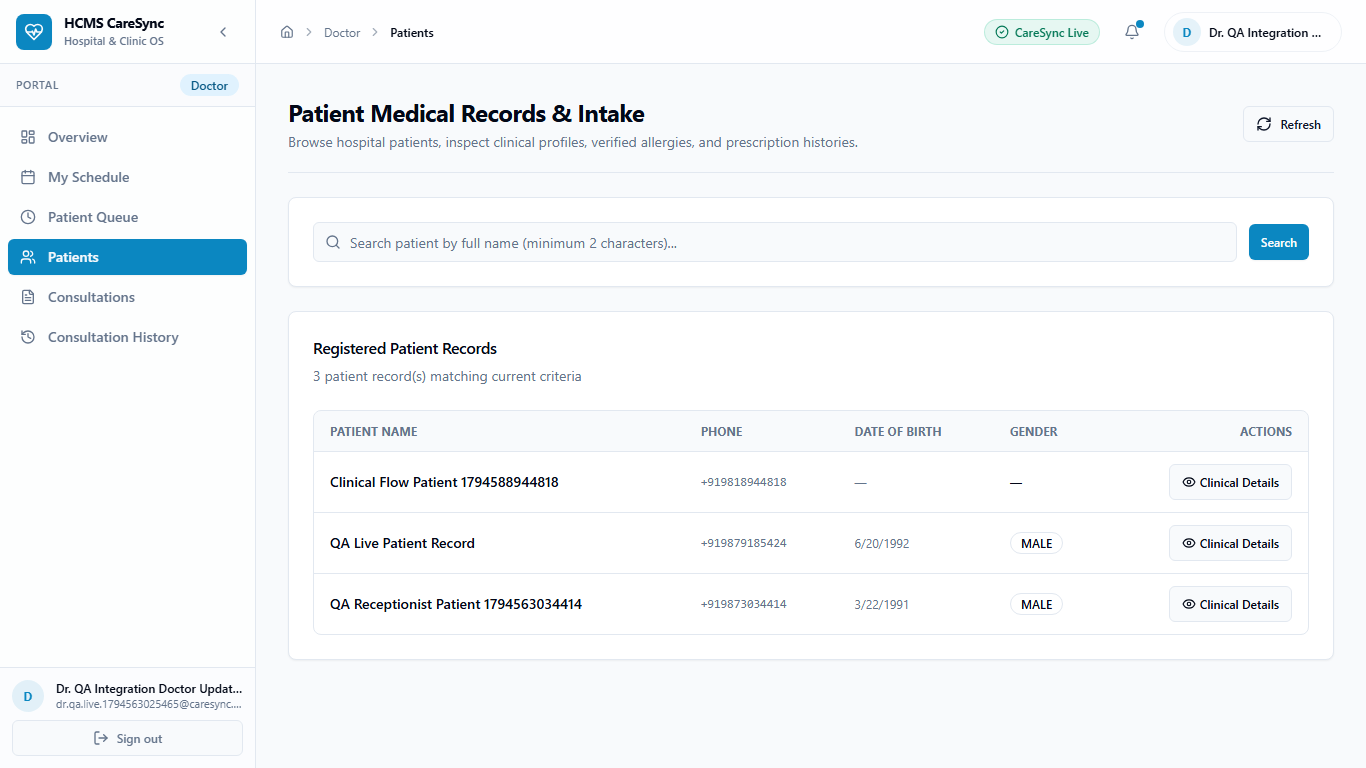 HCMS CareSync
Hospital & Clinic OS
PORTAL
Doctor
Overview
My Schedule
Patient Queue
Patients
Consultations
Consultation History
D
Dr. QA Integration Doctor Updat...
dr.qa.live.1794563025465@caresync....
Sign out
Doctor
Patients
CareSync Live
D
Dr. QA Integration ...
Patient Medical Records & Intake
Browse hospital patients, inspect clinical profiles, verified allergies, and prescription histories.
Refresh
Search patient by full name (minimum 2 characters)...
Search
Registered Patient Records
3 patient record(s) matching current criteria
PATIENT NAME PHONE DATE OF BIRTH GENDER ACTIONS
Clinical Flow Patient 1794588944818 +919818944818 — — Clinical Details
QA Live Patient Record +919879185424 6/20/1992 MALE Clinical Details
QA Receptionist Patient 1794563034414 +919873034414 3/22/1991 MALE Clinical Details